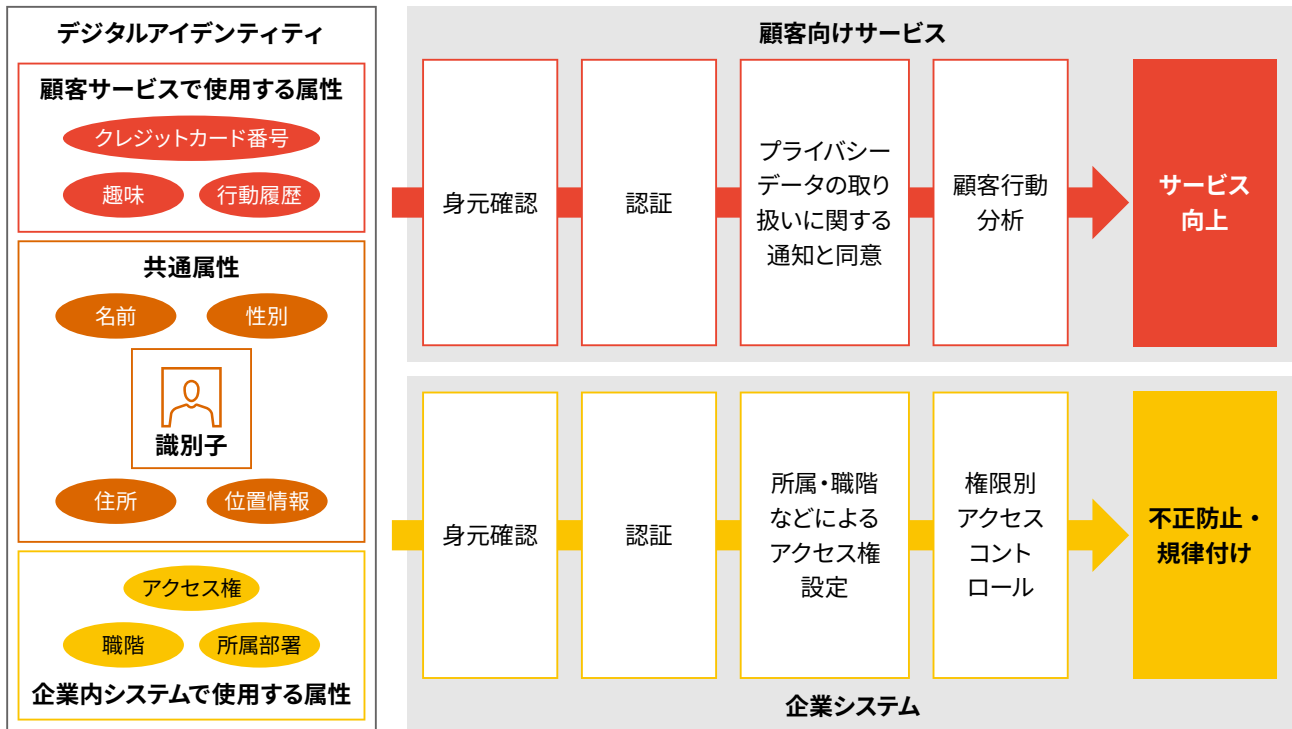 デジタルアイデンティティ
顧客サービスで使用する属性
クレジットカード番号
趣味
行動履歴
共通属性
名前
性別
識別子
住所
位置情報
アクセス権
職階
所属部署
企業内システムで使用する属性
顧客向けサービス
身元確認
認証
プライバシー
データの取り
扱いに関する
通知と同意
顧客行動
分析
サービス
向上
身元確認
認証
所属・職階
などによる
アクセス権
設定
権限別
アクセス
コント
ロール
不正防止・
規律付け
企業システム